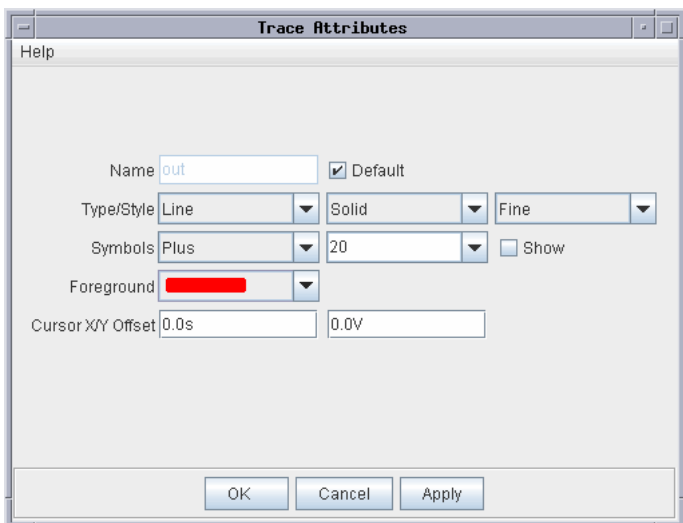 Trace Attributes
Help
Name out Default
Type/Style Line Solid Fine
Symbols Plus 20 Show
Foreground
Cursor X/Y Offset 0.0s 0.0V
OK Cancel Apply